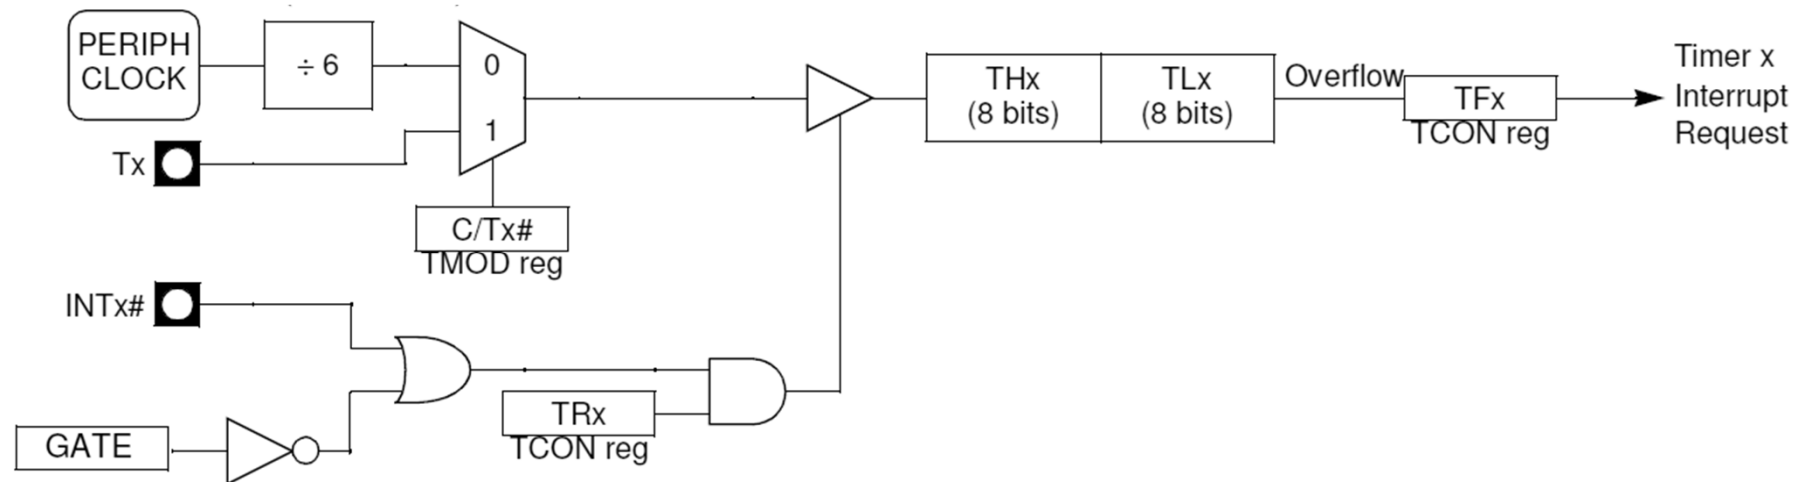 PERIPH
CLOCK
÷ 6
0
1
Tx
C/Tx#
TMOD reg
THx
(8 bits)
TLx
(8 bits)
Overflow
TFx
TCON reg
Timer x
Interrupt
Request
INTx#
GATE
TRx
TCON reg